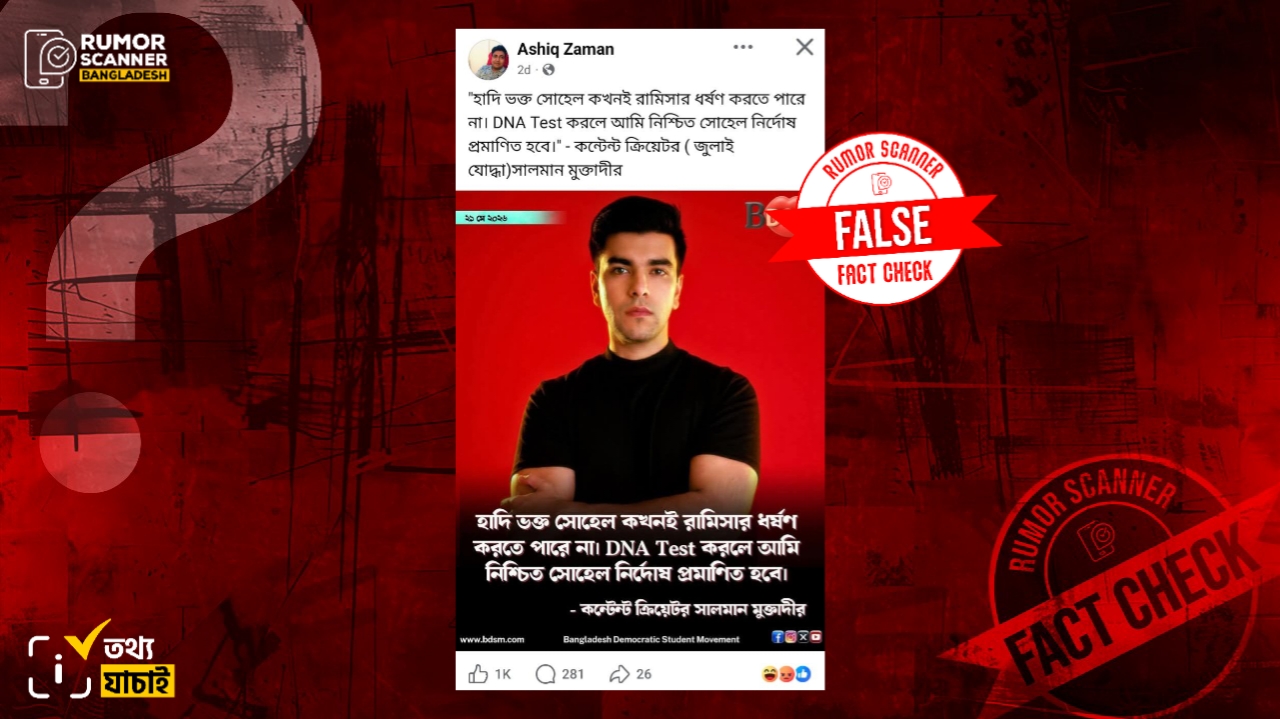 RUMOR
SCANNER
BANGLADESH
Ashiq Zaman
2d
"হাদি ভক্ত সোহেল কখনই রামিসার ধর্ষণ করতে পারে
না। DNA Test করলে আমি নিশ্চিত সোহেল নির্দোষ
প্রমাণিত হবে।" - কন্টেন্ট ক্রিয়েটর ( জুলাই
যোদ্ধা)সালমান মুক্তাদীর
২১ মে ২০২৬
RUMOR SCANNER
FALSE
FACT CHECK
হাদি ভক্ত সোহেল কখনই রামিসার ধর্ষণ
করতে পারে না। DNA Test করলে আমি
নিশ্চিত সোহেল নির্দোষ প্রমাণিত হবে।
- কন্টেন্ট ক্রিয়েটর সালমান মুক্তাদীর
www.bdsm.com Bangladesh Democratic Student Movement
1K 281 26
তথ্য
যাচাই
RUMOR SCANNER
FACT CHECK